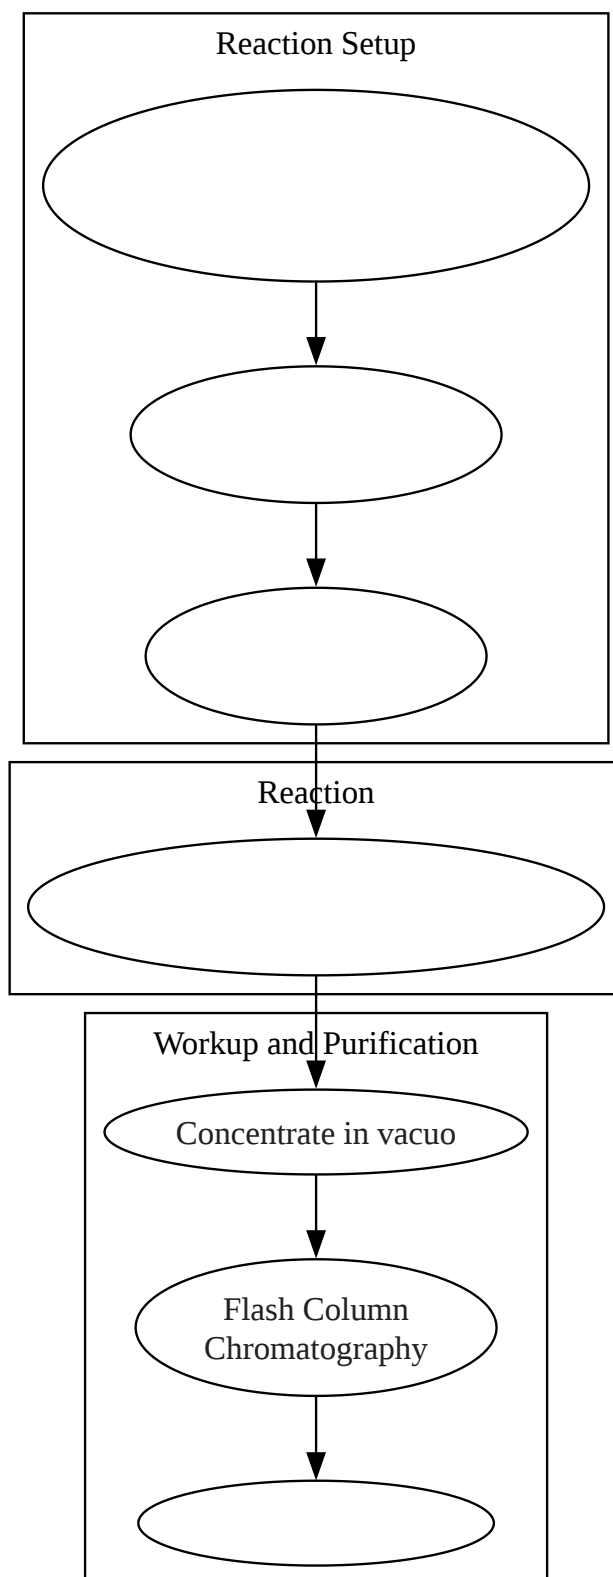 Reaction Setup
Reaction
Workup and Purification
Concentrate in vacuo
Flash Column
Chromatography